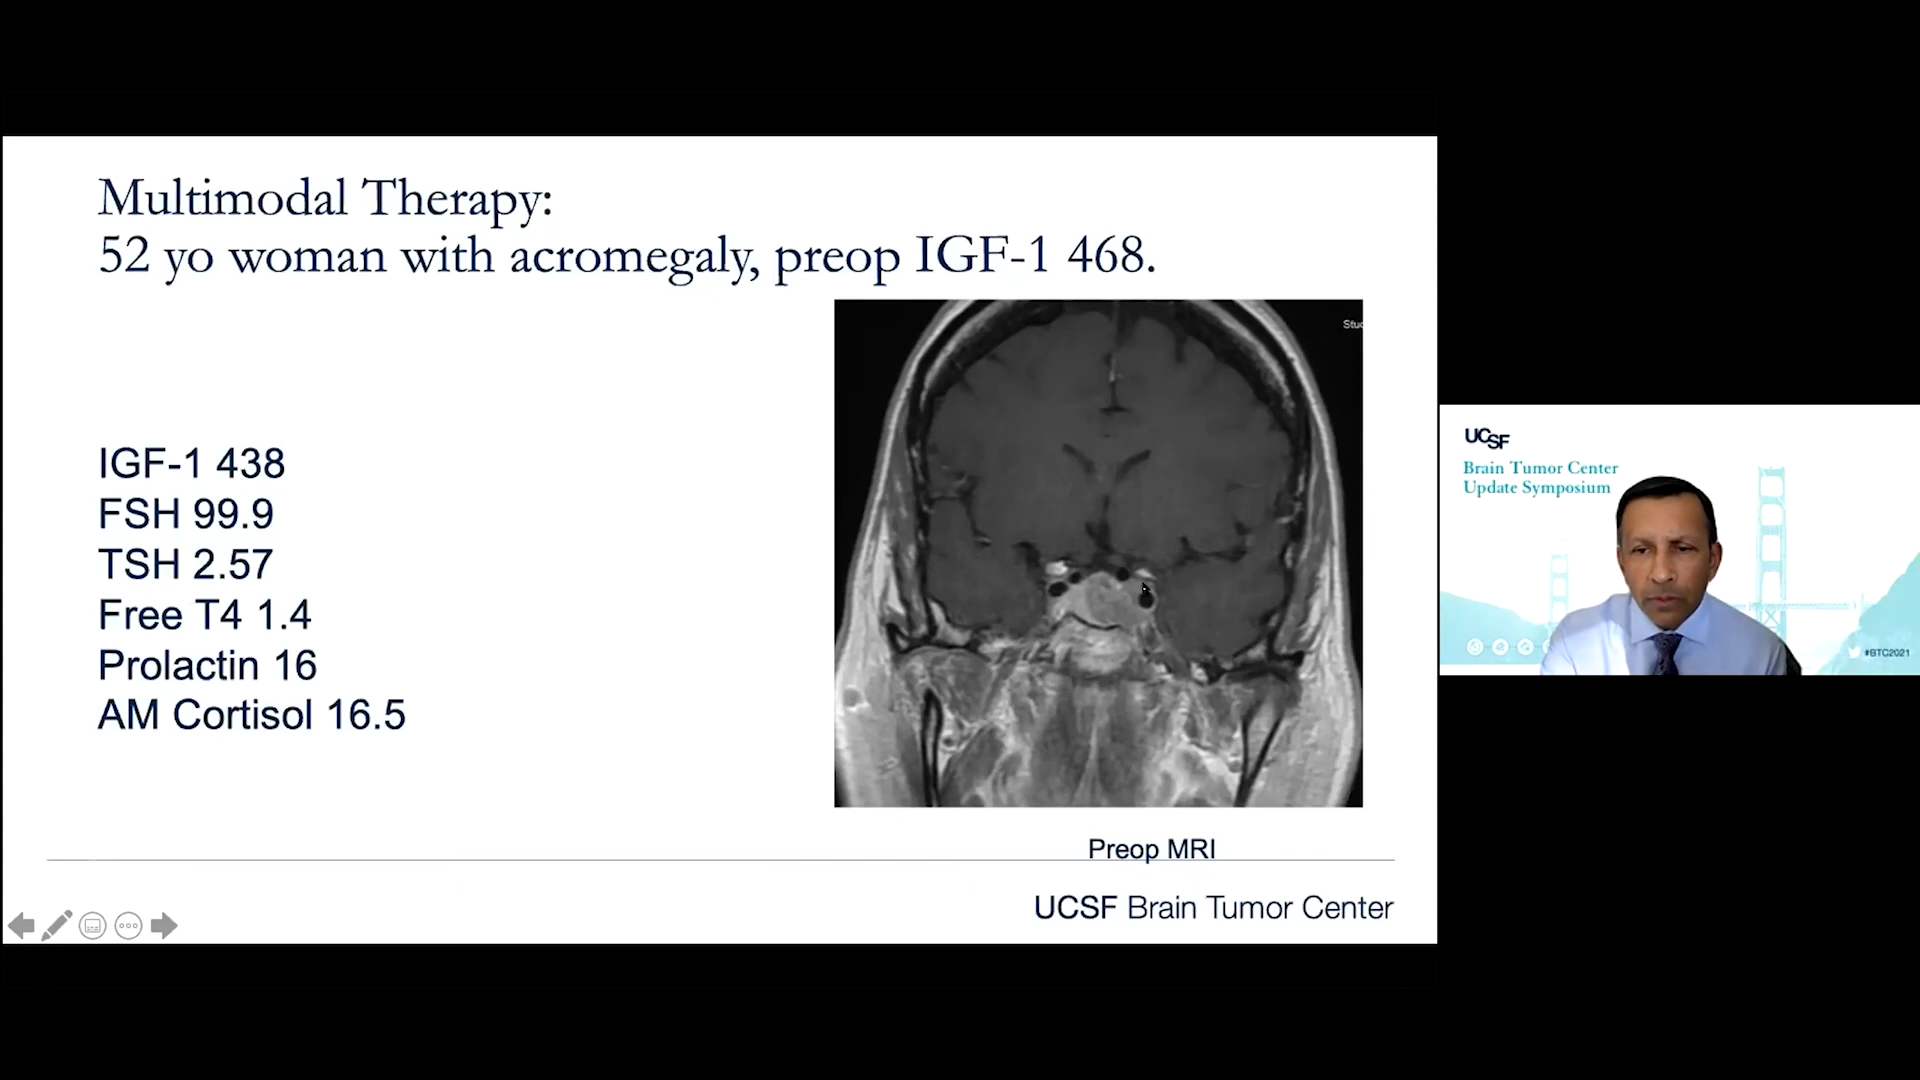 Multimodal Therapy:
52 yo woman with acromegaly, preop IGF-1 468.
Stud
IGF-1 438
FSH 99.9
TSH 2.57
Free T4 1.4
Prolactin 16
AM Cortisol 16.5
Preop MRI
UCSF Brain Tumor Center
UCSF
Brain Tumor Center
Update Symposium
#BTC2021